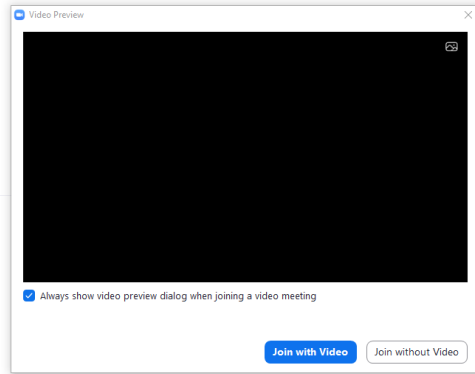 Video Preview
Always show video preview dialog when joining a video meeting
Join with Video
Join without Video